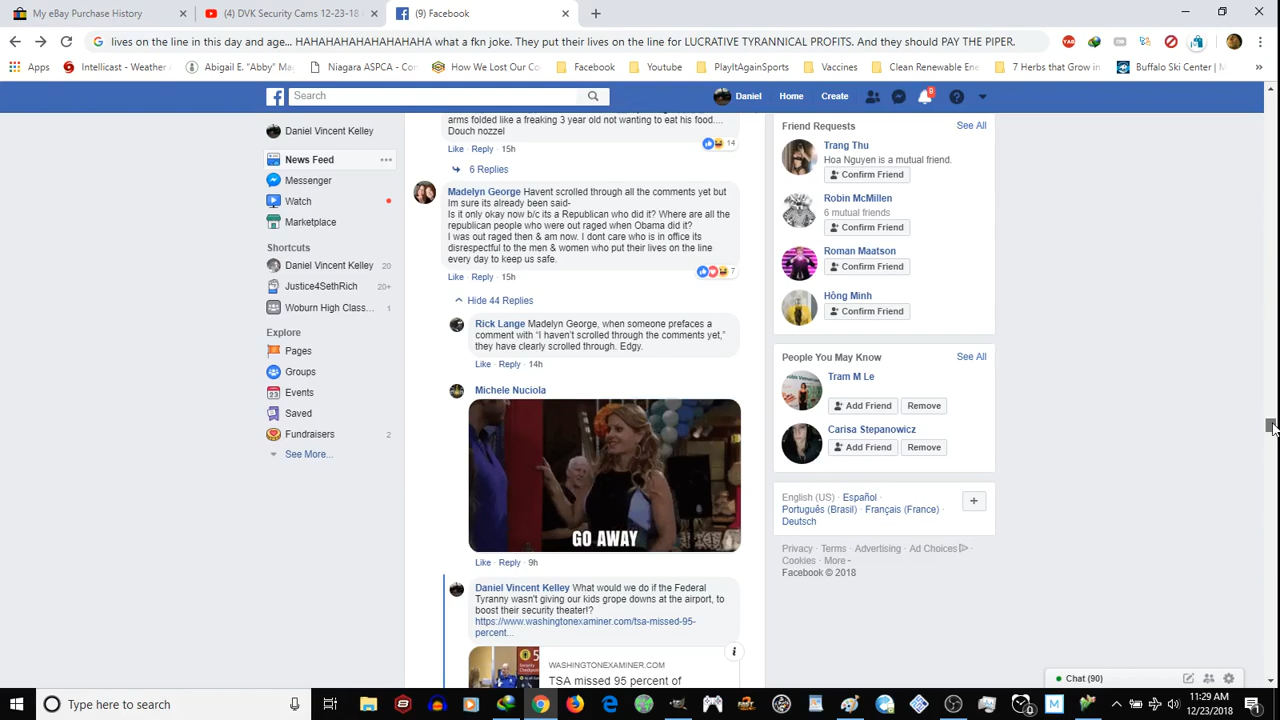 My eBay Purchase History
(4) DVK Security Cams 12-23-18
(9) Facebook
lives on the line in this day and age... HAHAHAHAHAHAHAHA what a fkn joke. They put their lives on the line for LUCRATIVE TYRANNICAL PROFITS. And they should PAY THE PIPER.
Apps
Intellicast - Weather
Abigail E. "Abby" Ma
Niagara ASPCA - Co
How We Lost Our Co
Facebook
Youtube
PlayItAgainSports
Vaccines
Clean Renewable Ene
7 Herbs that Grow in
Buffalo Ski Center | M
»
Search
Daniel
Home
Create
8
Daniel Vincent Kelley
News Feed
Messenger
Watch
Marketplace
Shortcuts
Daniel Vincent Kelley 20
Justice4SethRich 20+
Woburn High Class... 1
Explore
Pages
Groups
Events
Saved
Fundraisers 2
See More...
arms folded like a freaking 3 year old not wanting to eat his food....
Douch nozzel
14
Like · Reply · 15h
6 Replies
Madelyn George Havent scrolled through all the comments yet but
Im sure its already been said-
Is it only okay now b/c its a Republican who did it? Where are all the
republican people who were out raged when Obama did it?
I was out raged then & am now. I dont care who is in office its
disrespectful to the men & women who put their lives on the line
every day to keep us safe.
7
Like · Reply · 15h
Hide 44 Replies
Rick Lange Madelyn George, when someone prefaces a
comment with “I haven’t scrolled through the comments yet,”
they have clearly scrolled through. Edgy.
Like · Reply · 14h
Michele Nuciola
GO AWAY
Like · Reply · 9h
Daniel Vincent Kelley What would we do if the Federal
Tyranny wasn't giving our kids grope downs at the airport, to
boost their security theater!?
https://www.washingtonexaminer.com/tsa-missed-95-
percent...
WASHINGTONEXAMINER.COM
TSA missed 95 percent of
Friend Requests
See All
Trang Thu
Hoa Nguyen is a mutual friend.
Confirm Friend
Robin McMillen
6 mutual friends
Confirm Friend
Roman Maatson
Confirm Friend
Hông Minh
Confirm Friend
People You May Know
See All
Tram M Le
Add Friend
Remove
Carisa Stepanowicz
Add Friend
Remove
English (US) · Español ·
Português (Brasil) · Français (France) ·
Deutsch
Privacy · Terms · Advertising · Ad Choices ·
Cookies · More
Facebook © 2018
Chat (90)
Type here to search
11:29 AM
12/23/2018